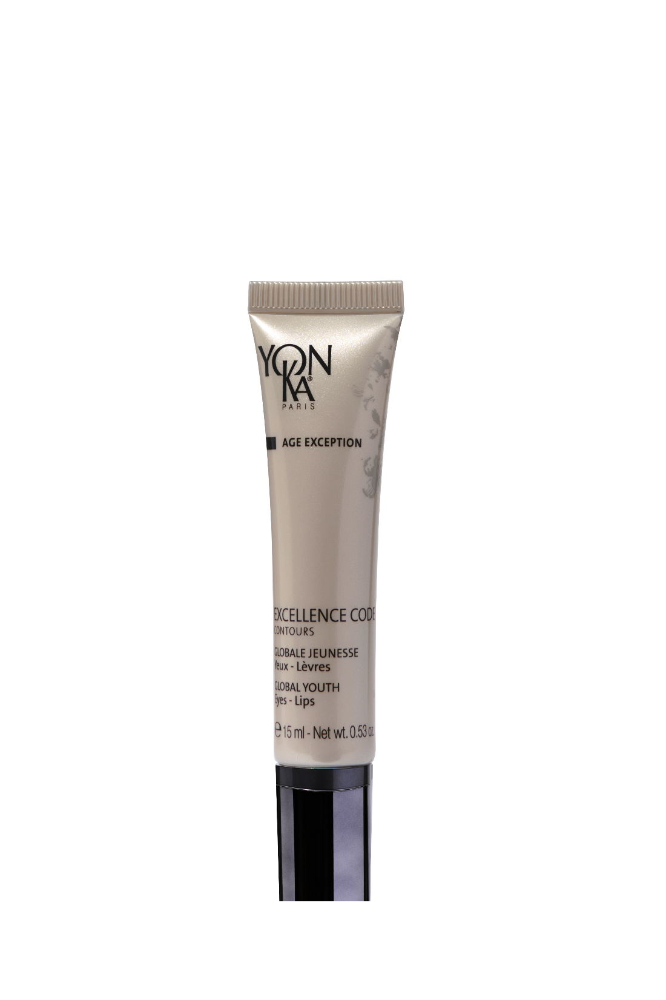 YON
KA®
PARIS
AGE EXCEPTION
EXCELLENCE CODE
CONTOURS
GLOBALE JEUNESSE
Yeux - Lèvres
GLOBAL YOUTH
Eyes - Lips
℮ 15 ml - Net wt. 0.53 oz.